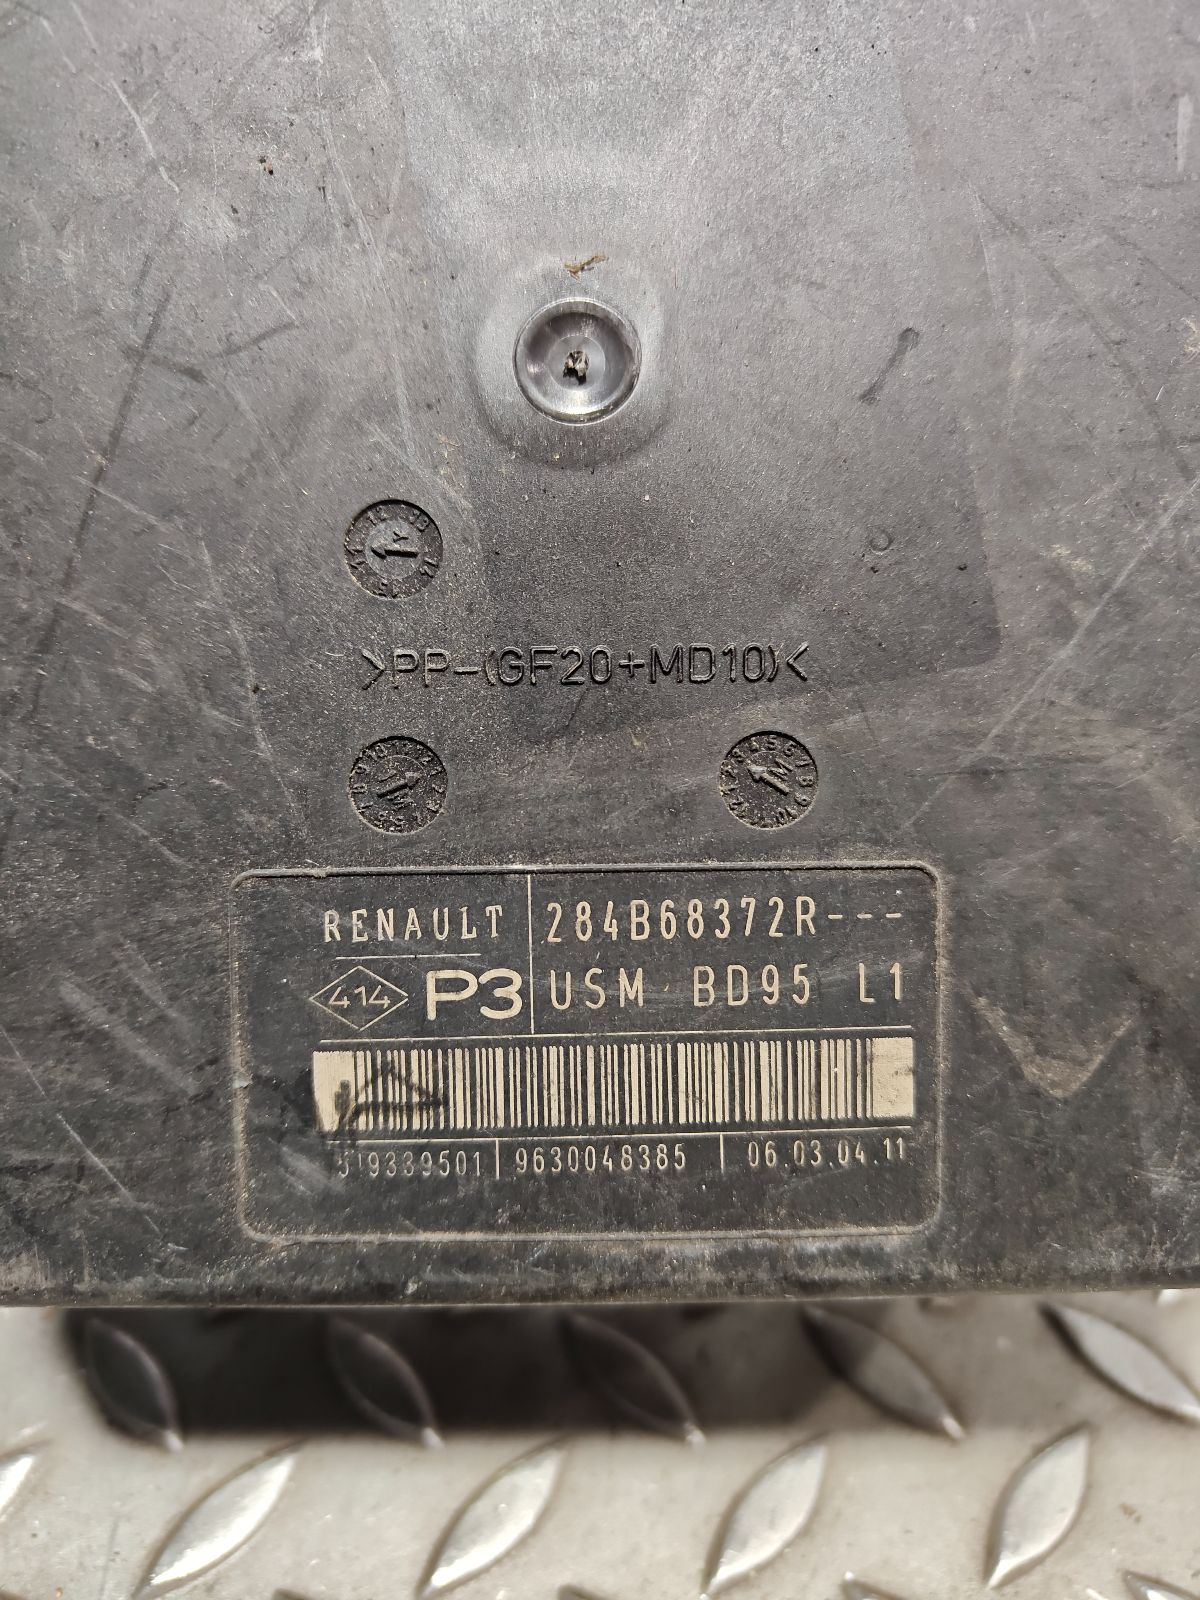 >PP-(GF20+MD10)<
RENAULT
284B68372R---
414 P3
USM BD95 L1
519339501 9630048385 06.03.04.11